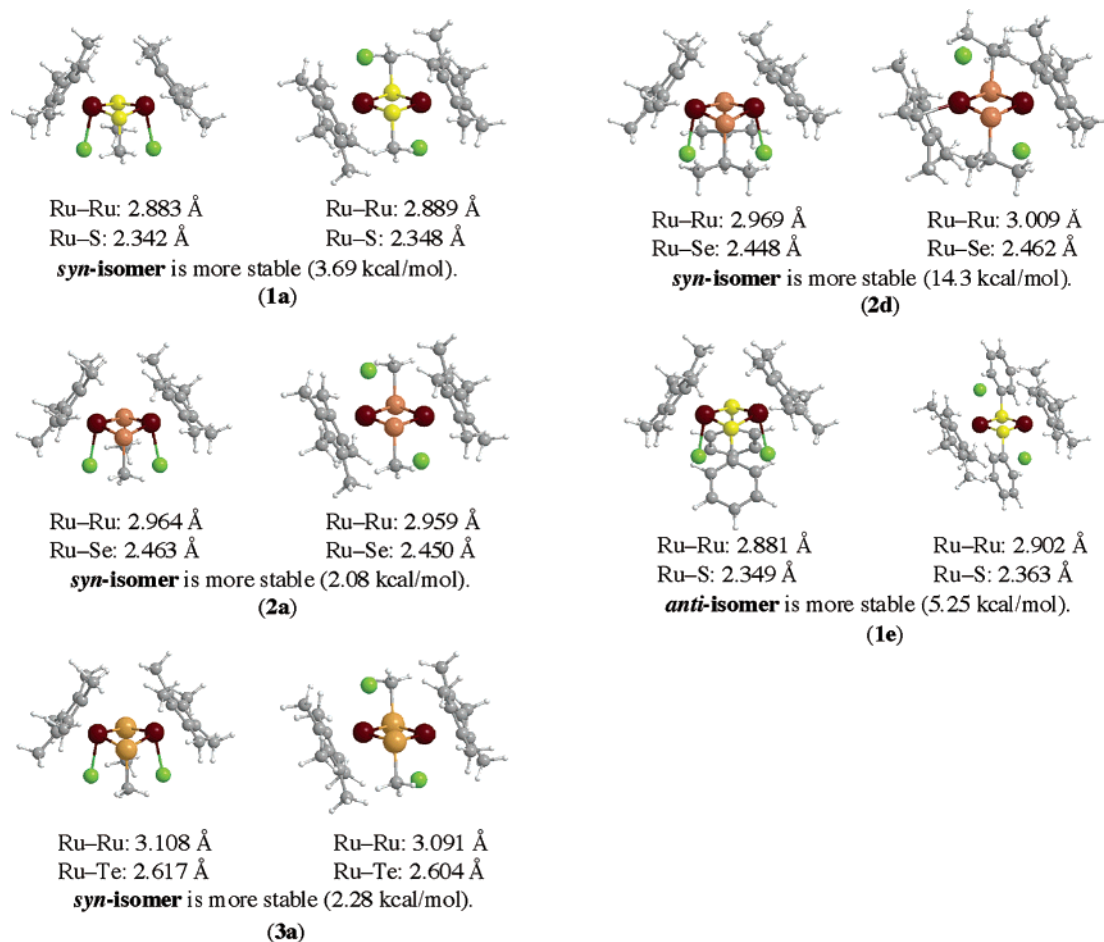 Ru–Ru: 2.883 Å
Ru–S: 2.342 Å
Ru–Ru: 2.889 Å
Ru–S: 2.348 Å
syn-isomer is more stable (3.69 kcal/mol).
(1a)
Ru–Ru: 2.969 Å
Ru–Se: 2.448 Å
Ru–Ru: 3.009 Å
Ru–Se: 2.462 Å
syn-isomer is more stable (14.3 kcal/mol).
(2d)
Ru–Ru: 2.964 Å
Ru–Se: 2.463 Å
Ru–Ru: 2.959 Å
Ru–Se: 2.450 Å
syn-isomer is more stable (2.08 kcal/mol).
(2a)
Ru–Ru: 2.881 Å
Ru–S: 2.349 Å
Ru–Ru: 2.902 Å
Ru–S: 2.363 Å
anti-isomer is more stable (5.25 kcal/mol).
(1e)
Ru–Ru: 3.108 Å
Ru–Te: 2.617 Å
Ru–Ru: 3.091 Å
Ru–Te: 2.604 Å
syn-isomer is more stable (2.28 kcal/mol).
(3a)